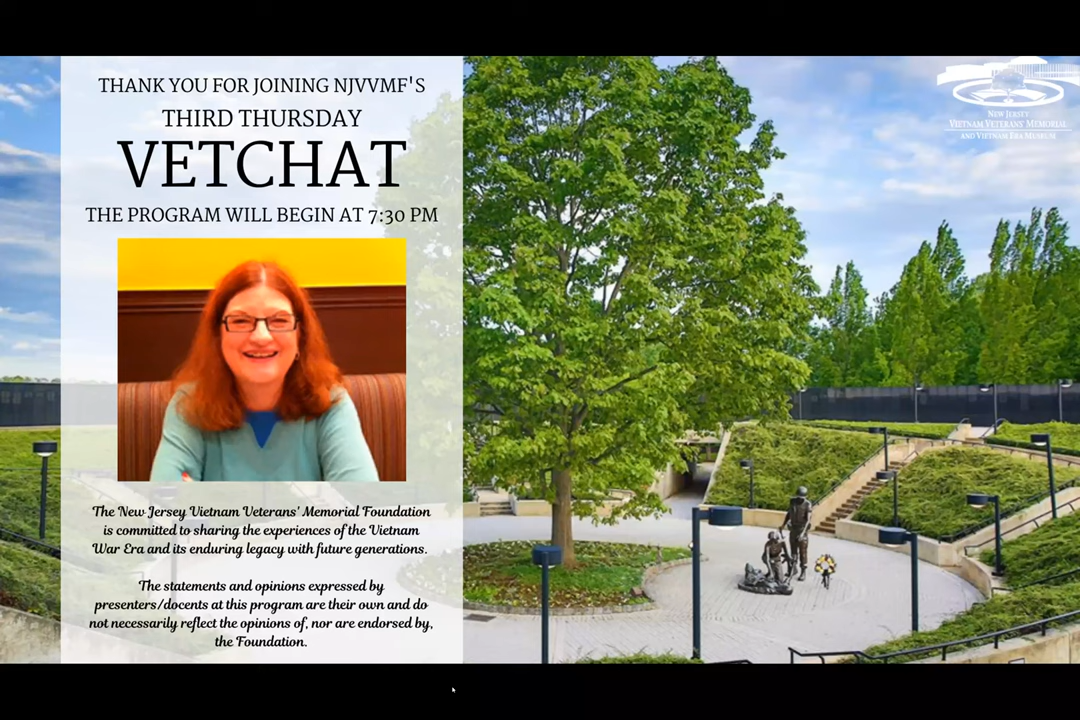 THANK YOU FOR JOINING NJVVMF'S
THIRD THURSDAY
VETCHAT
THE PROGRAM WILL BEGIN AT 7:30 PM
The New Jersey Vietnam Veterans' Memorial Foundation
is committed to sharing the experiences of the Vietnam
War Era and its enduring legacy with future generations.
The statements and opinions expressed by
presenters/docents at this program are their own and do
not necessarily reflect the opinions of, nor are endorsed by,
the Foundation.
NEW JERSEY
VIETNAM VETERANS' MEMORIAL
AND VIETNAM ERA MUSEUM